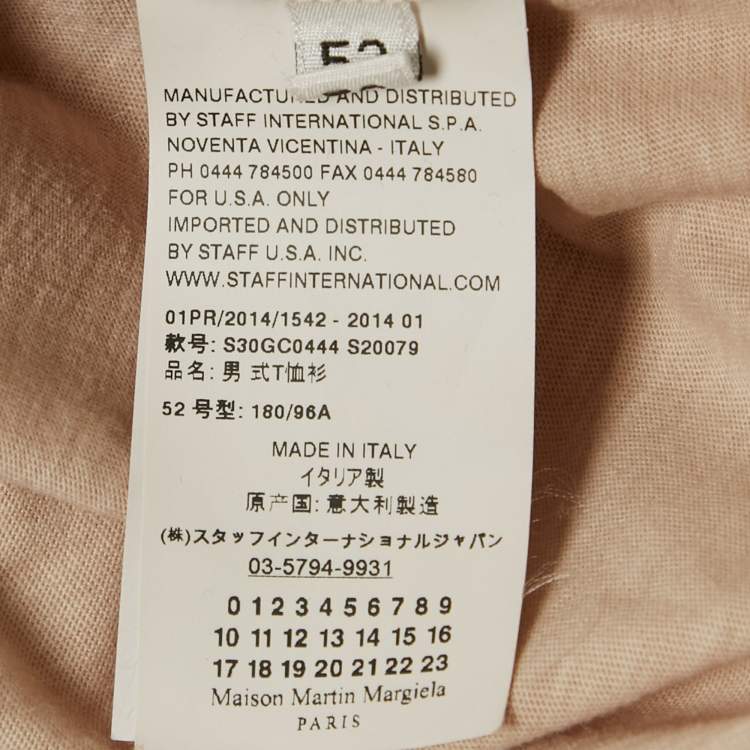 52
MANUFACTURED AND DISTRIBUTED
BY STAFF INTERNATIONAL S.P.A.
NOVENTA VICENTINA - ITALY
PH 0444 784500 FAX 0444 784580
FOR U.S.A. ONLY
IMPORTED AND DISTRIBUTED
BY STAFF U.S.A. INC.
WWW.STAFFINTERNATIONAL.COM
01PR/2014/1542 - 2014 01
款号: S30GC0444 S20079
品名: 男 式T恤衫
52 号型: 180/96A
MADE IN ITALY
イタリア製
原产国: 意大利製造
(株)スタッフインターナショナルジャパン
03-5794-9931
0 1 2 3 4 5 6 7 8 9
10 11 12 13 14 15 16
17 18 19 20 21 22 23
Maison Martin Margiela
PARIS